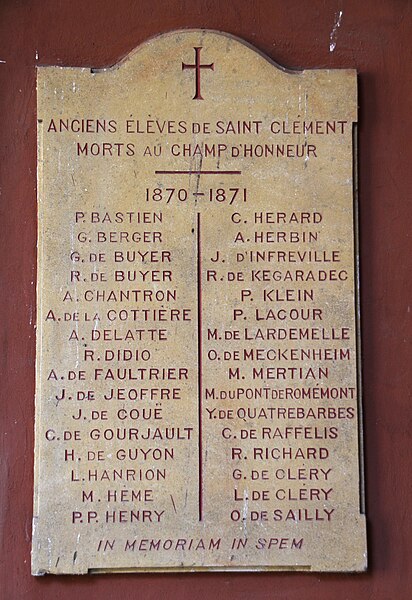 ANCIENS ÉLÈVES DE SAINT CLÉMENT
MORTS AU CHAMP D'HONNEUR
1870-1871
P. BASTIEN
G. BERGER
G. DE BUYER
R. DE BUYER
A. CHANTRON
A. DE LA COTTIÈRE
A. DELATTE
R. DIDIO
A. DE FAULTRIER
J. DE JEOFFRE
J. DE COUË
C. DE GOURJAULT
H. DE GUYON
L. HANRION
M. HÈME
P.P. HENRY
C. HERARD
A. HERBIN
J. D'INFREVILLE
R. DE KEGARADEC
P. KLEIN
P. LACOUR
M. DE LARDEMELLE
O. DE MECKENHEIM
M. MERTIAN
M. DU PONT DE ROMÉMONT
Y. DE QUATREBARBES
C. DE RAFFELIS
R. RICHARD
G. DE CLÉRY
L. DE CLÉRY
O. DE SAILLY
IN MEMORIAM IN SPEM